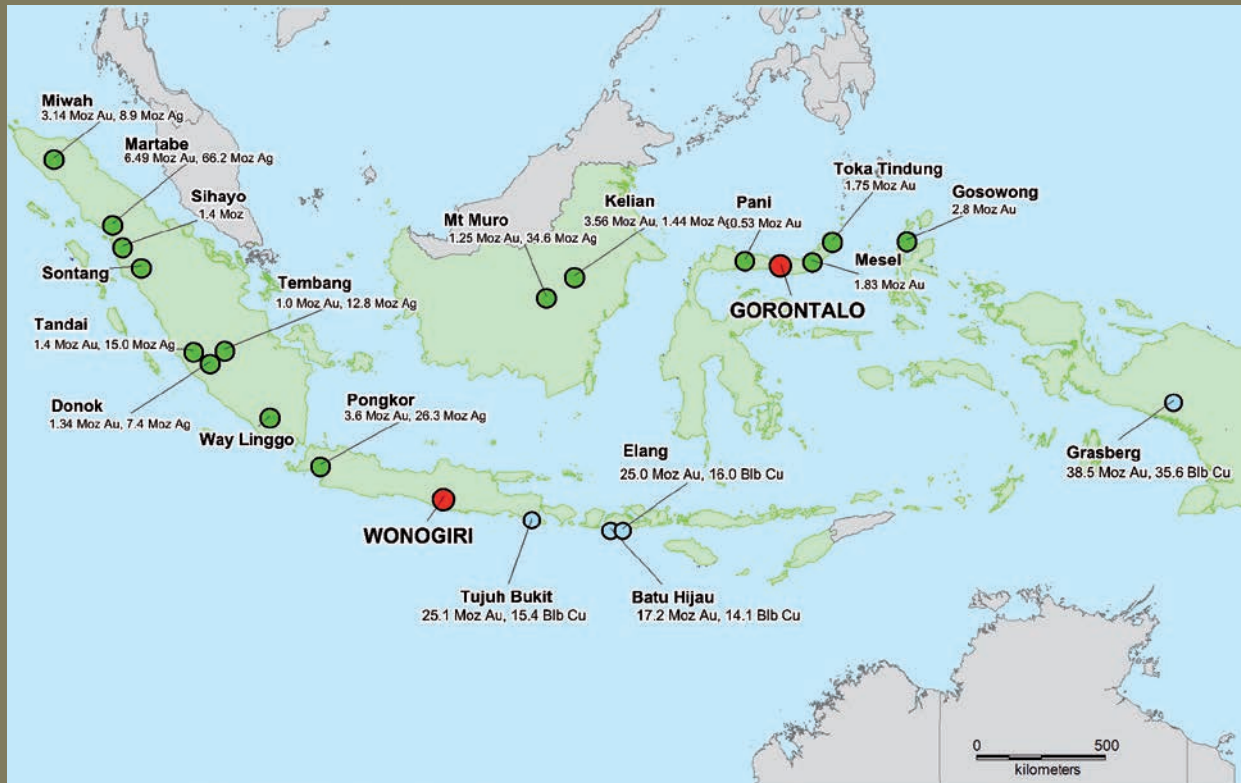 Miwah
3.14 Moz Au, 8.9 Moz Ag
Martabe
6.49 Moz Au, 66.2 Moz Ag
Sihayo
1.4 Moz
Sontang
Tembang
1.0 Moz Au, 12.8 Moz Ag
Tandai
1.4 Moz Au, 15.0 Moz Ag
Donok
1.34 Moz Au, 7.4 Moz Ag
Way Linggo
Pongkor
3.6 Moz Au, 26.3 Moz Ag
WONOGIRI
Mt Muro
1.25 Moz Au, 34.6 Moz Ag
Kelian
3.56 Moz Au, 1.44 Moz A
Pani
0.53 Moz Au
Toka Tindung
1.75 Moz Au
Gosowong
2.8 Moz Au
Mesel
1.83 Moz Au
GORONTALO
Elang
25.0 Moz Au, 16.0 Blb Cu
Grasberg
38.5 Moz Au, 35.6 Blb Cu
Tujuh Bukit
25.1 Moz Au, 15.4 Blb Cu
Batu Hijau
17.2 Moz Au, 14.1 Blb Cu
0 500
kilometers